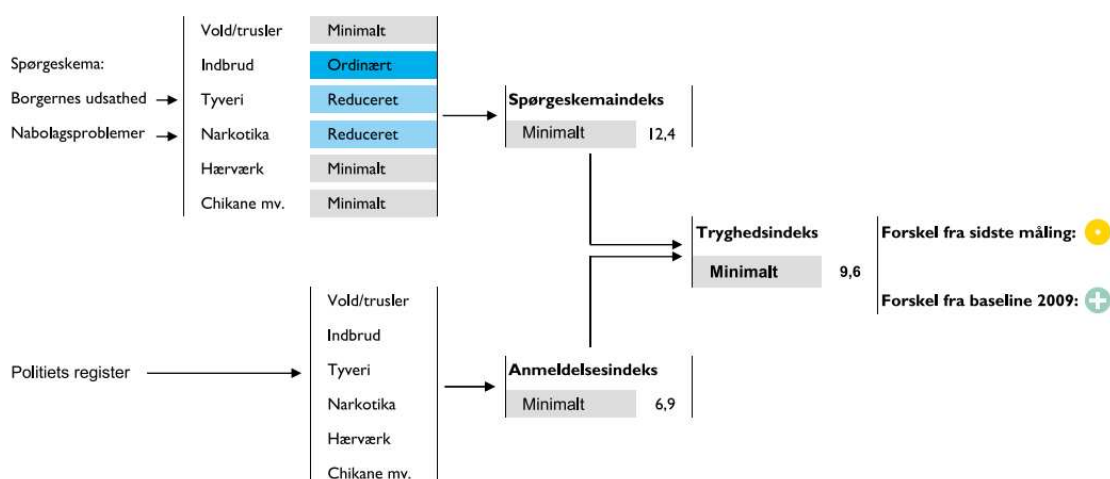 Spørgeskema:
Borgernes udsathed
Nabolagsproblemer
Vold/trusler Minimalt
Indbrud Ordinært
Tyveri Reduceret
Narkotika Reduceret
Hærværk Minimalt
Chikane mv. Minimalt
Spørgeskemaindeks
Minimalt 12,4
Tryghedsindeks
Minimalt 9,6
Forskel fra sidste måling:
Forskel fra baseline 2009:
Politiets register
Vold/trusler
Indbrud
Tyveri
Narkotika
Hærværk
Chikane mv.
Anmeldelsesindeks
Minimalt 6,9